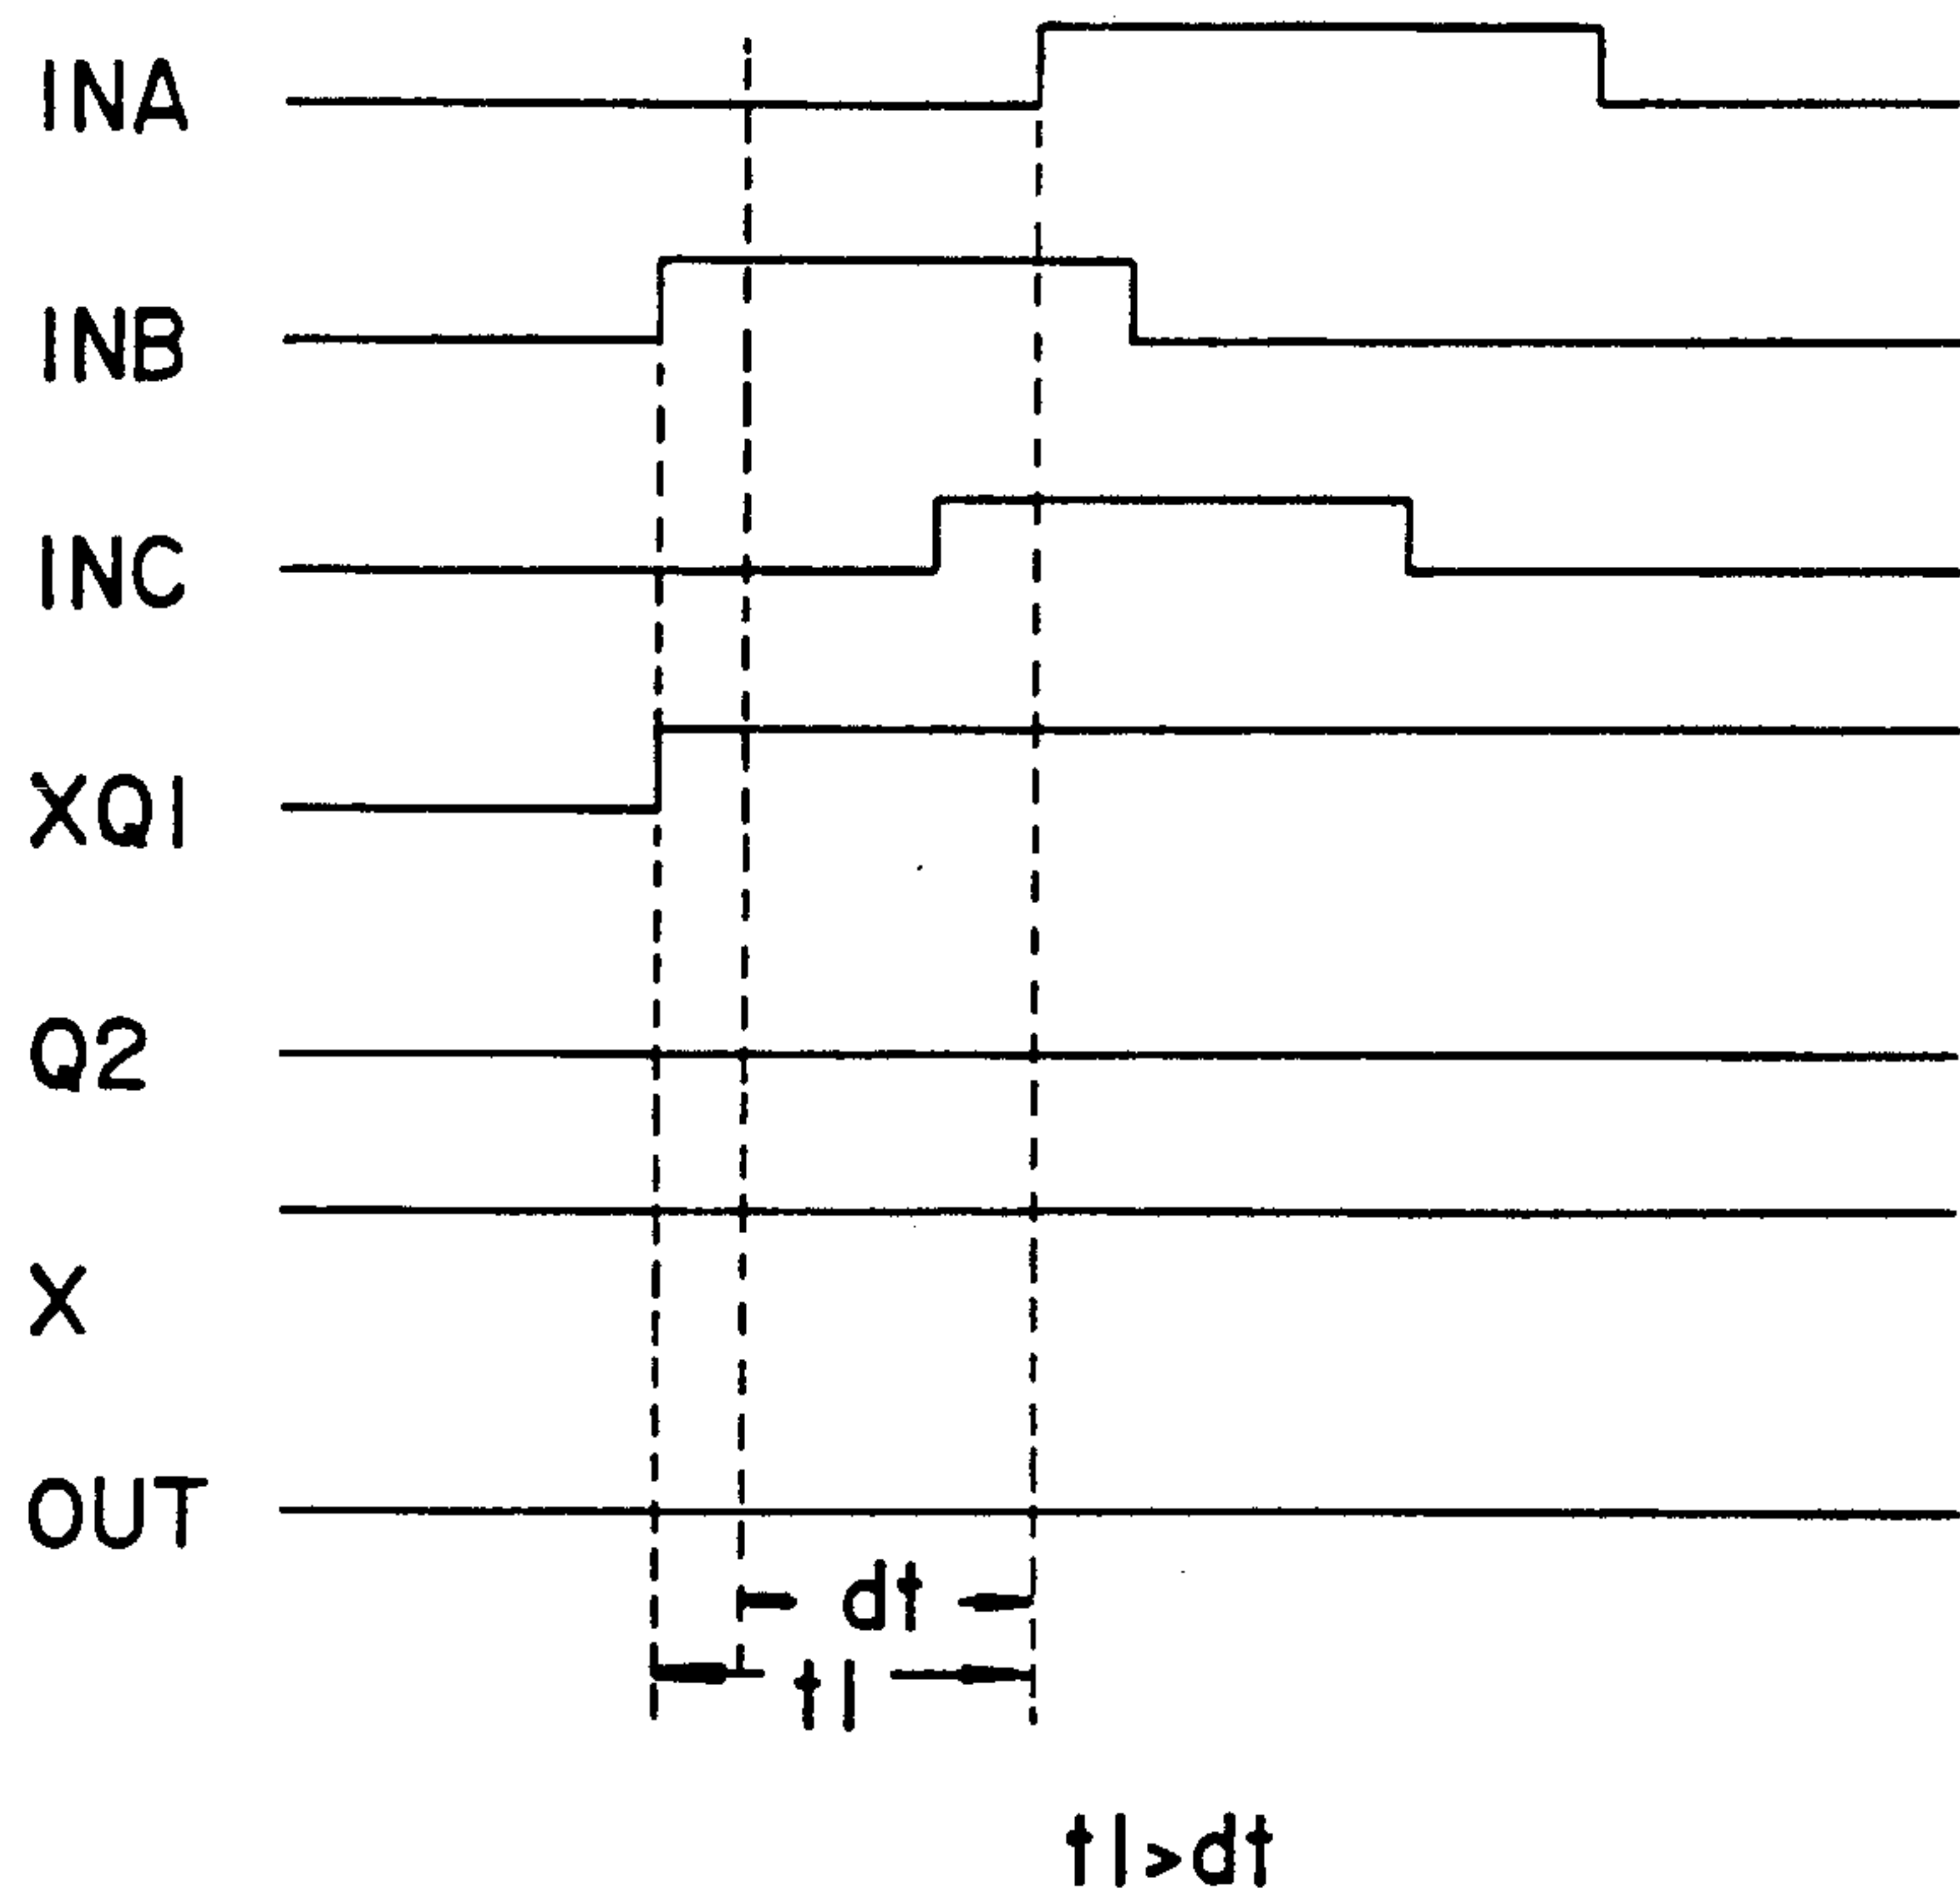 INA
INB
INC
XQ1
Q2
X
OUT
dt
t1
t1>dt